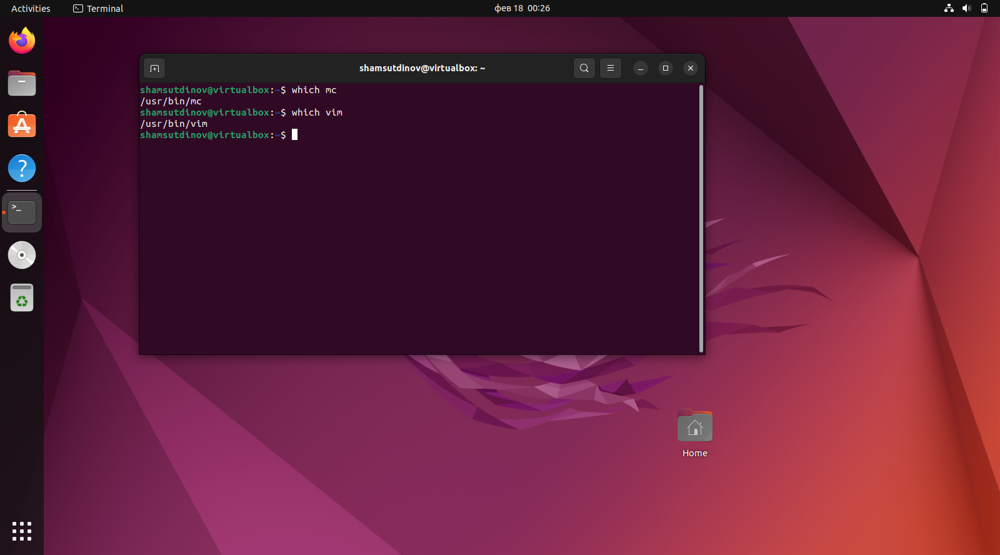 Activities
Terminal
фев 18 00:26
shamsutdinov@virtualbox: ~
shamsutdinov@virtualbox:~$ which mc
/usr/bin/mc
shamsutdinov@virtualbox:~$ which vim
/usr/bin/vim
shamsutdinov@virtualbox:~$
Home